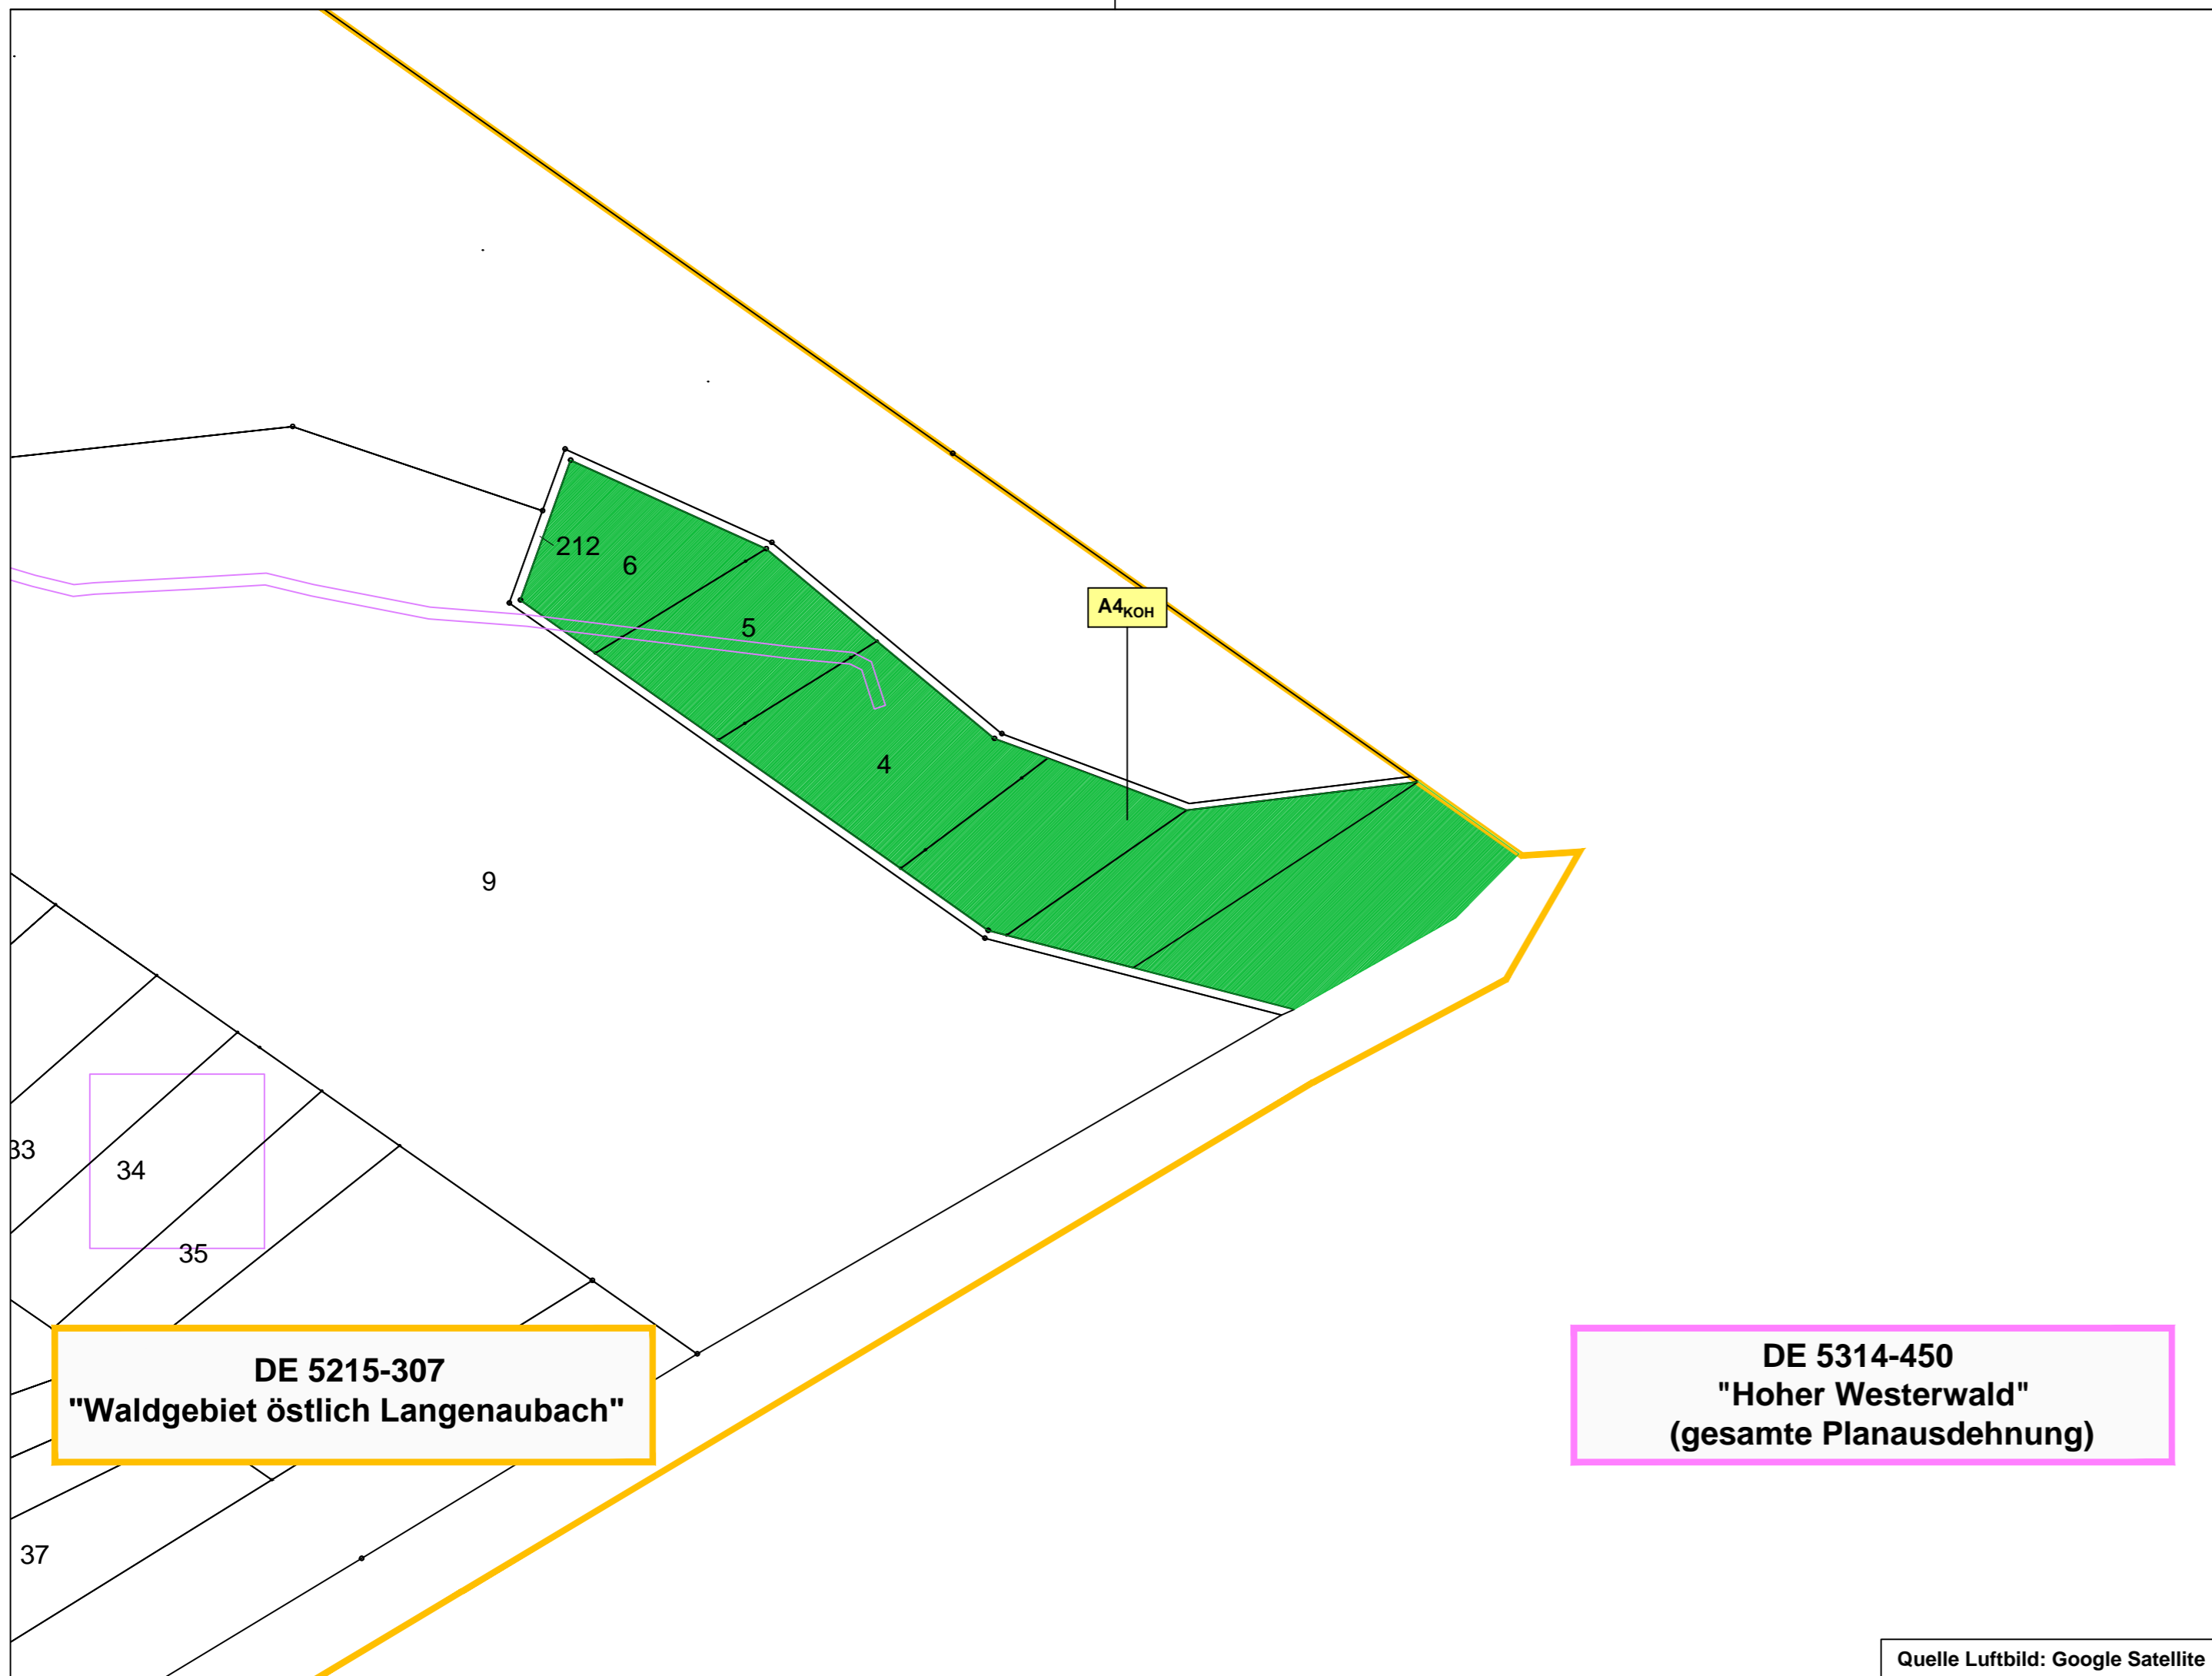 212
6
5
A4KOH
4
9
33
34
35
DE 5215-307
"Waldgebiet östlich Langenaubach"
DE 5314-450
"Hoher Westerwald"
(gesamte Planausdehnung)
37
Quelle Luftbild: Google Satellite